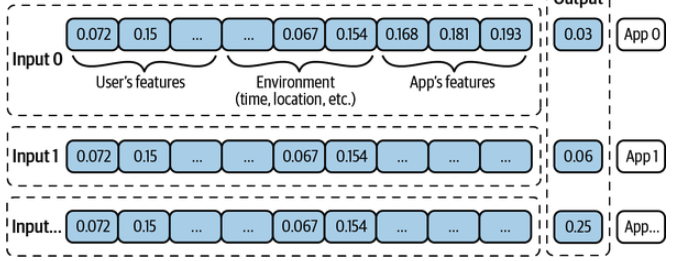 Output
Input 0 0.072 0.15 ... ... 0.067 0.154 0.168 0.181 0.193 0.03 App 0
User's features Environment (time, location, etc.) App's features
Input 1 0.072 0.15 ... ... 0.067 0.154 ... ... ... 0.06 App 1
Input... 0.072 0.15 ... ... 0.067 0.154 ... ... ... 0.25 App...